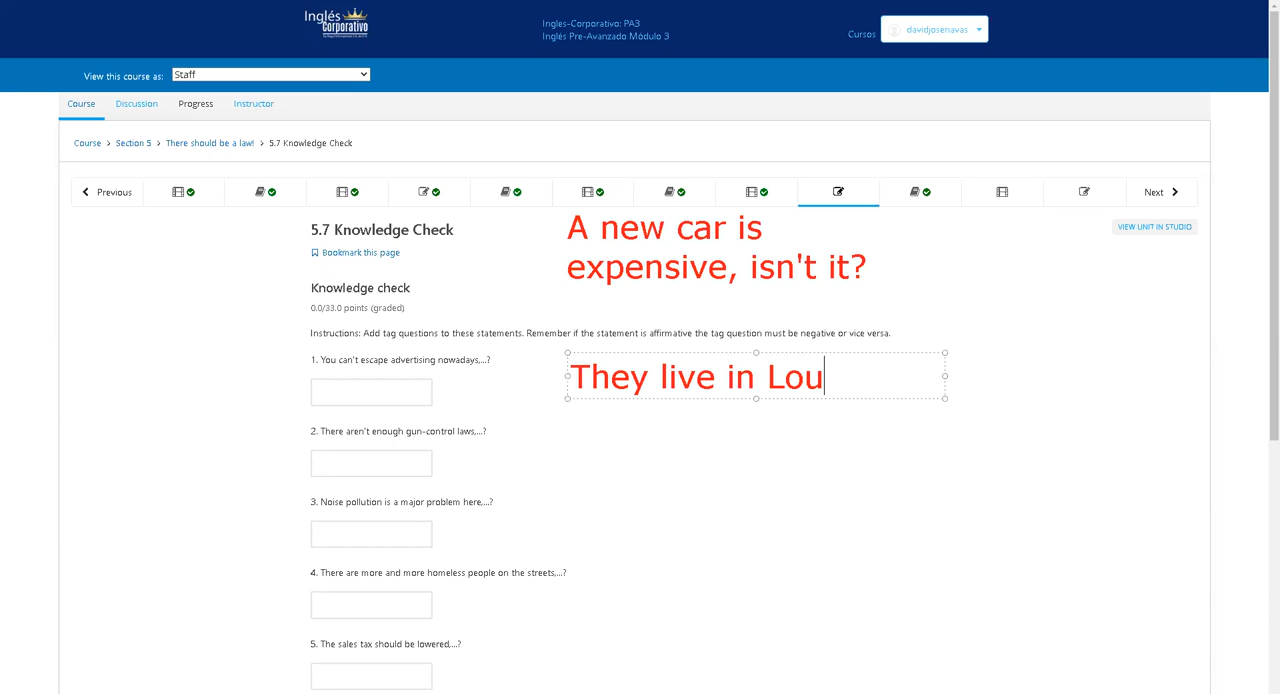 Inglés
Corporativo
Ingles-Corporativo: PA3
Inglés Pre-Avanzado Módulo 3
Cursos
davidjosenavas
View this course as:
Staff
Course
Discussion
Progress
Instructor
Course > Section 5 > There should be a law! > 5.7 Knowledge Check
Previous
Next
5.7 Knowledge Check
A new car is
expensive, isn't it?
VIEW UNIT IN STUDIO
Bookmark this page
Knowledge check
0.0/33.0 points (graded)
Instructions: Add tag questions to these statements. Remember if the statement is affirmative the tag question must be negative or vice versa.
1. You can't escape advertising nowadays,...?
They live in Lou
2. There aren't enough gun-control laws,...?
3. Noise pollution is a major problem here,...?
4. There are more and more homeless people on the streets,...?
5. The sales tax should be lowered,...?